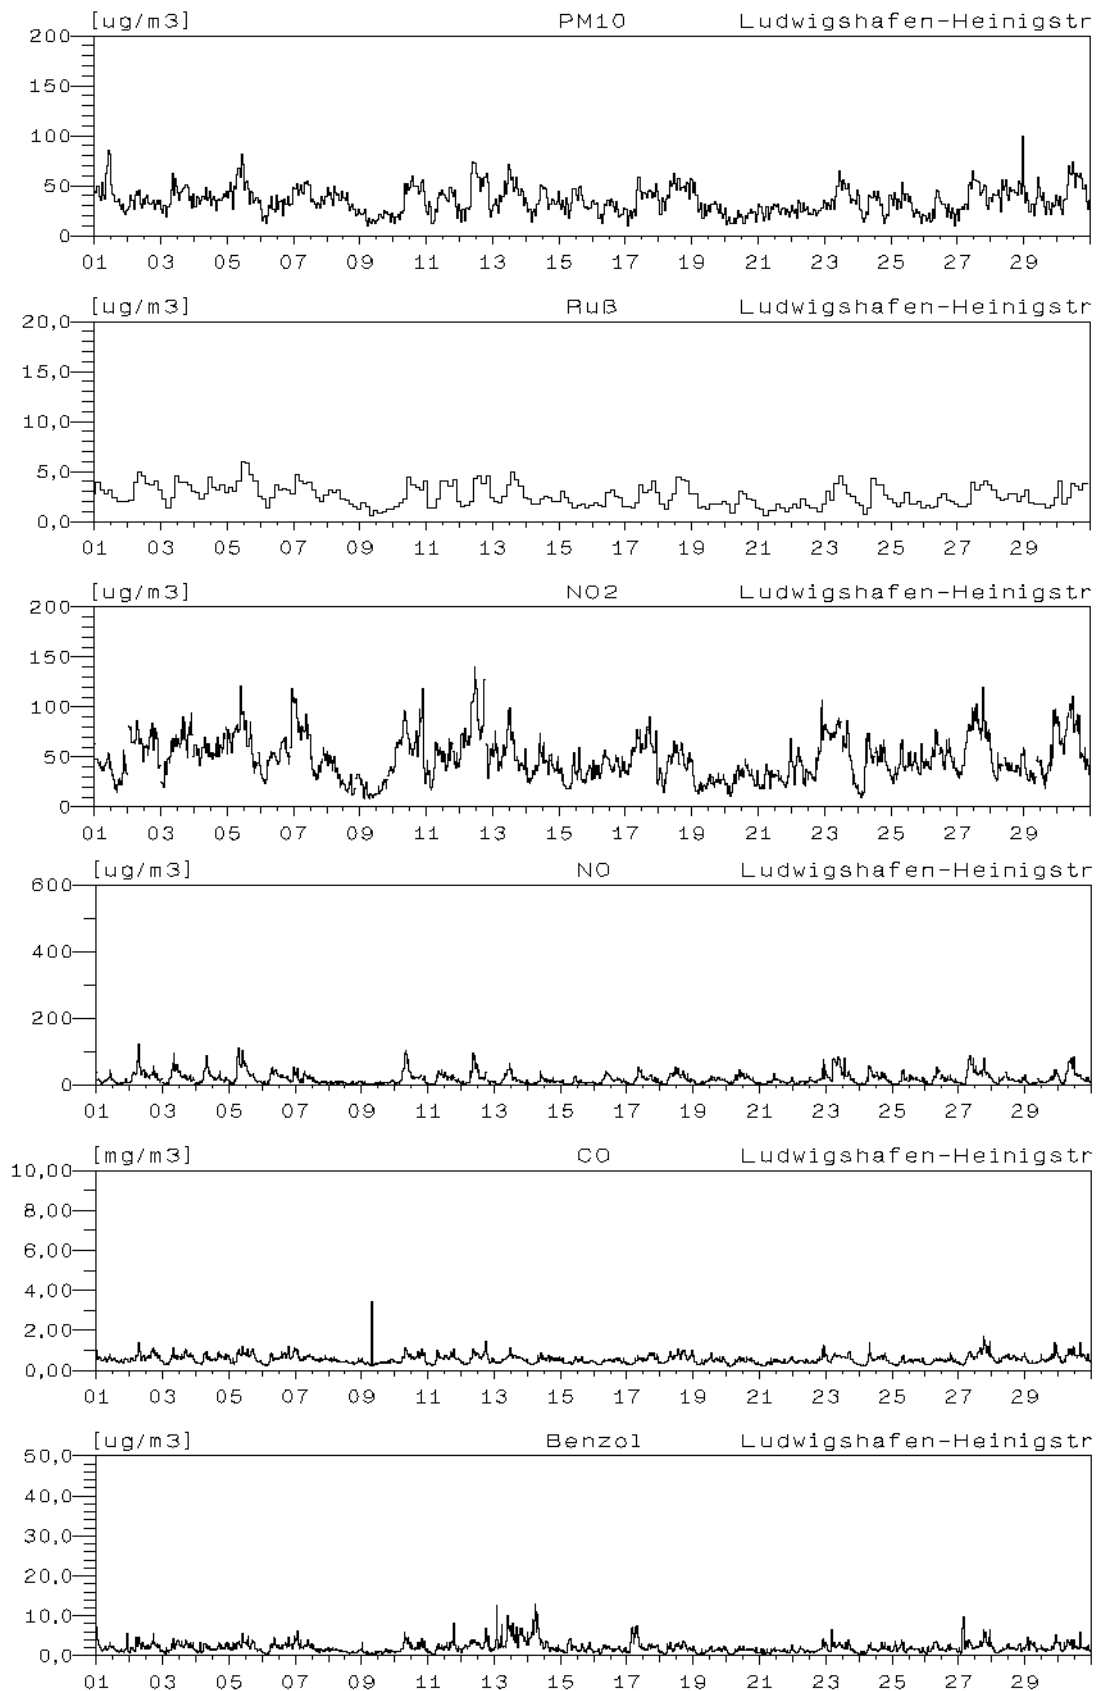 [ug/m3] PM10 Ludwigshafen-Heinigstr
200
150
100
50
0
01 03 05 07 09 11 13 15 17 19 21 23 25 27 29
[ug/m3] Ruß Ludwigshafen-Heinigstr
20,0
15,0
10,0
5,0
0,0
01 03 05 07 09 11 13 15 17 19 21 23 25 27 29
[ug/m3] NO2 Ludwigshafen-Heinigstr
200
150
100
50
0
01 03 05 07 09 11 13 15 17 19 21 23 25 27 29
[ug/m3] NO Ludwigshafen-Heinigstr
600
400
200
0
01 03 05 07 09 11 13 15 17 19 21 23 25 27 29
[mg/m3] CO Ludwigshafen-Heinigstr
10,00
8,00
6,00
4,00
2,00
0,00
01 03 05 07 09 11 13 15 17 19 21 23 25 27 29
[ug/m3] Benzol Ludwigshafen-Heinigstr
50,0
40,0
30,0
20,0
10,0
0,0
01 03 05 07 09 11 13 15 17 19 21 23 25 27 29